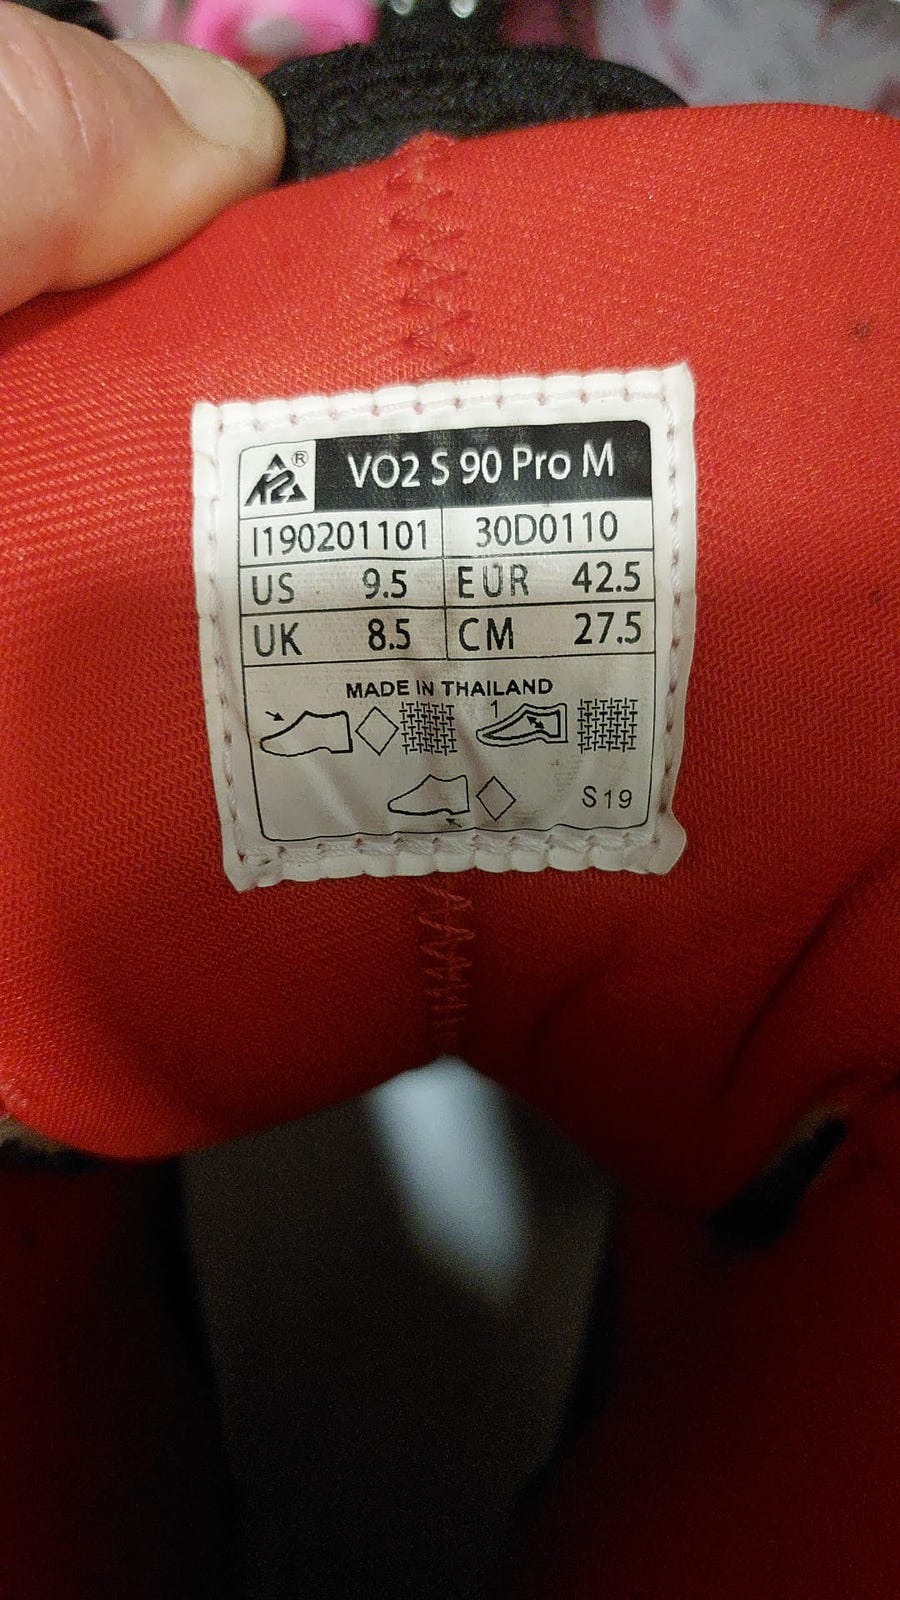 K2® VO2 S 90 Pro M
I190201101 30D0110
US 9.5 EUR 42.5
UK 8.5 CM 27.5
MADE IN THAILAND
1
S19